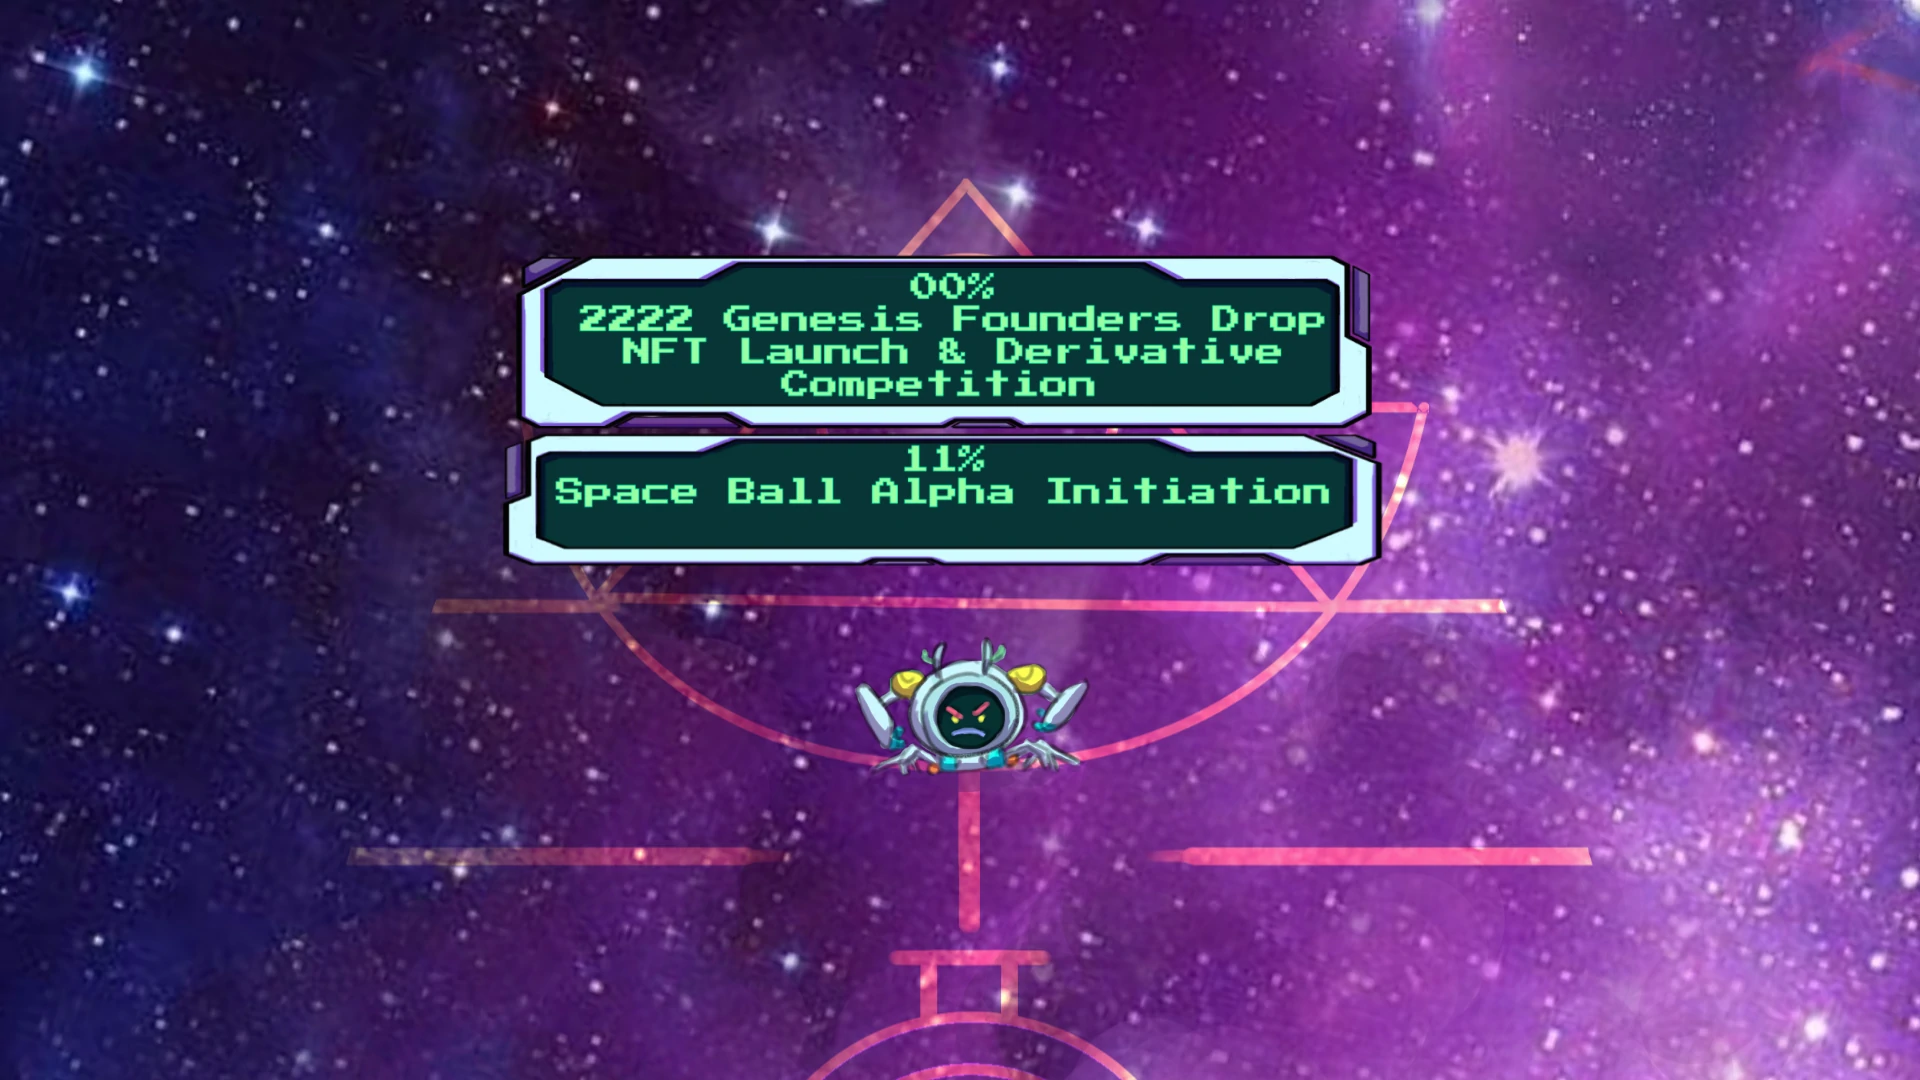 00%
2222 Genesis Founders Drop
NFT Launch & Derivative
Competition
11%
Space Ball Alpha Initiation